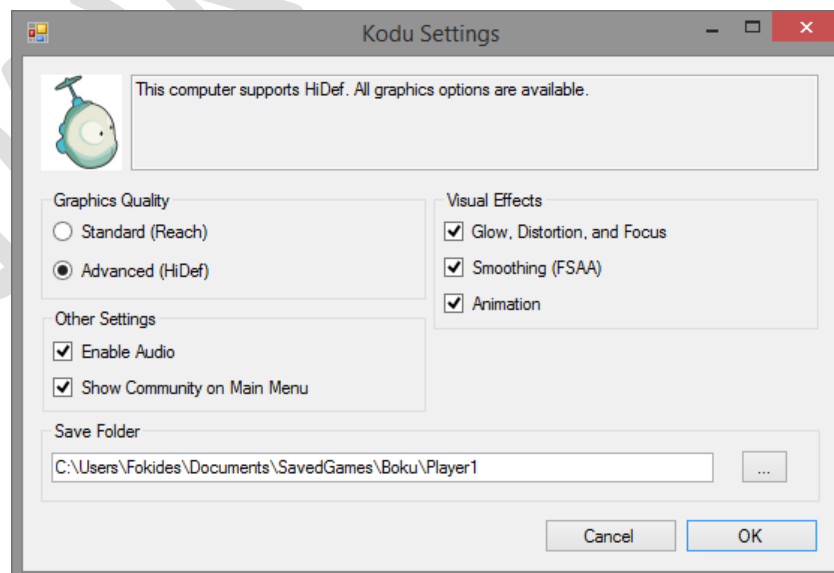 Kodu Settings
This computer supports HiDef. All graphics options are available.
Graphics Quality
Standard (Reach)
Advanced (HiDef)
Visual Effects
Glow, Distortion, and Focus
Smoothing (FSAA)
Animation
Other Settings
Enable Audio
Show Community on Main Menu
Save Folder
C:\Users\Fokides\Documents\SavedGames\Boku\Player1
...
Cancel
OK